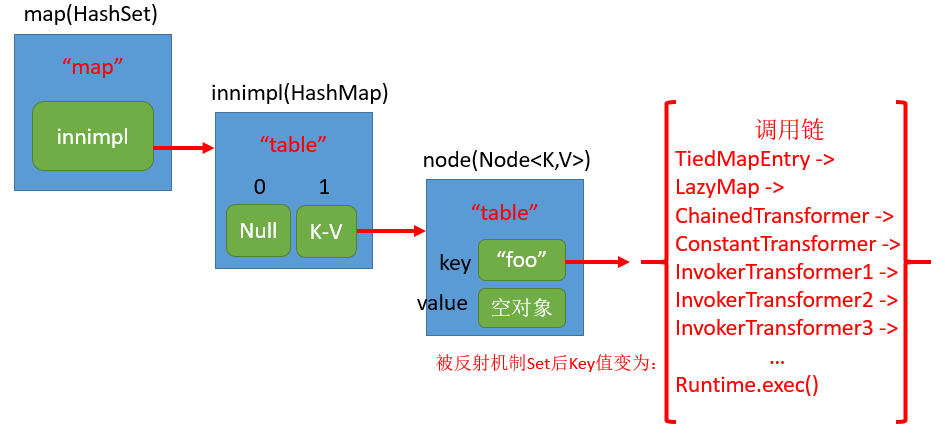 map(HashSet)
“map”
innimpl
innimpl(HashMap)
“table”
0 1
Null K-V
node(Node<K,V>)
“table”
key “foo”
value 空对象
被反射机制Set后Key值变为：
调用链
TiedMapEntry ->
LazyMap ->
ChainedTransformer ->
ConstantTransformer ->
InvokerTransformer1 ->
InvokerTransformer2 ->
InvokerTransformer3 ->
...
Runtime.exec()